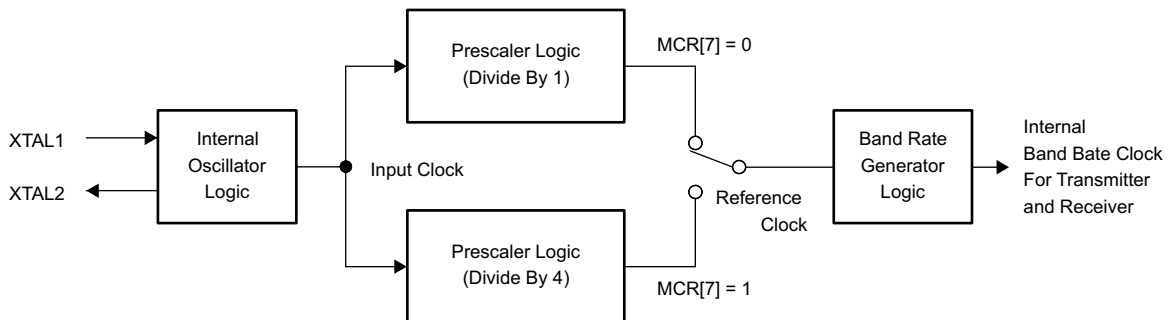 Prescaler Logic
(Divide By 1)
MCR[7] = 0
XTAL1
XTAL2
Internal
Oscillator
Logic
Input Clock
Reference
Clock
Band Rate
Generator
Logic
Internal
Band Bate Clock
For Transmitter
and Receiver
Prescaler Logic
(Divide By 4)
MCR[7] = 1